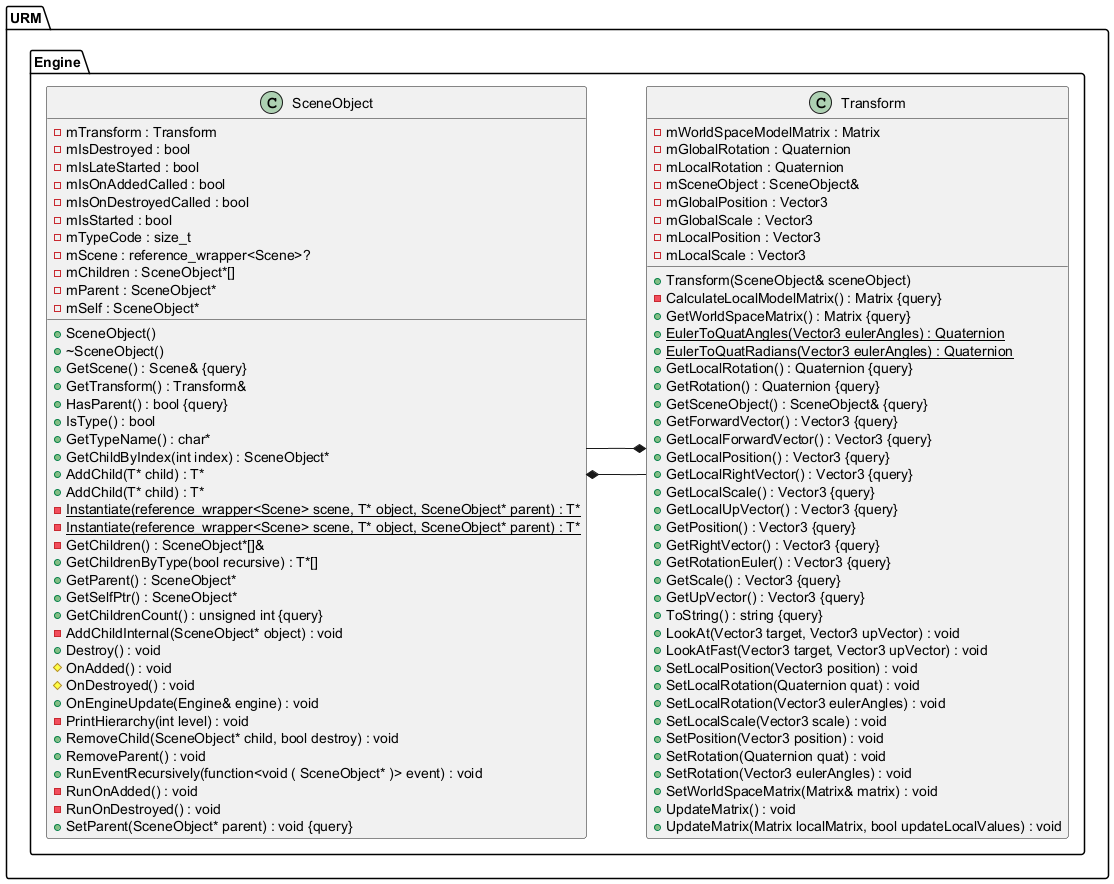 URM
Engine
C SceneObject
mTransform : Transform
mIsDestroyed : bool
mIsLateStarted : bool
mIsOnAddedCalled : bool
mIsOnDestroyedCalled : bool
mIsStarted : bool
mTypeCode : size_t
mScene : reference_wrapper<Scene>?
mChildren : SceneObject*[]
mParent : SceneObject*
mSelf : SceneObject*
SceneObject()
~SceneObject()
GetScene() : Scene& {query}
GetTransform() : Transform&
HasParent() : bool {query}
IsType() : bool
GetTypeName() : char*
GetChildByIndex(int index) : SceneObject*
AddChild(T* child) : T*
AddChild(T* child) : T*
Instantiate(reference_wrapper<Scene> scene, T* object, SceneObject* parent) : T*
Instantiate(reference_wrapper<Scene> scene, T* object, SceneObject* parent) : T*
GetChildren() : SceneObject*[]&
GetChildrenByType(bool recursive) : T*[]
GetParent() : SceneObject*
GetSelfPtr() : SceneObject*
GetChildrenCount() : unsigned int {query}
AddChildInternal(SceneObject* object) : void
Destroy() : void
OnAdded() : void
OnDestroyed() : void
OnEngineUpdate(Engine& engine) : void
PrintHierarchy(int level) : void
RemoveChild(SceneObject* child, bool destroy) : void
RemoveParent() : void
RunEventRecursively(function<void ( SceneObject* )> event) : void
RunOnAdded() : void
RunOnDestroyed() : void
SetParent(SceneObject* parent) : void {query}
C Transform
mWorldSpaceModelMatrix : Matrix
mGlobalRotation : Quaternion
mLocalRotation : Quaternion
mSceneObject : SceneObject&
mGlobalPosition : Vector3
mGlobalScale : Vector3
mLocalPosition : Vector3
mLocalScale : Vector3
Transform(SceneObject& sceneObject)
CalculateLocalModelMatrix() : Matrix {query}
GetWorldSpaceMatrix() : Matrix {query}
EulerToQuatAngles(Vector3 eulerAngles) : Quaternion
EulerToQuatRadians(Vector3 eulerAngles) : Quaternion
GetLocalRotation() : Quaternion {query}
GetRotation() : Quaternion {query}
GetSceneObject() : SceneObject& {query}
GetForwardVector() : Vector3 {query}
GetLocalForwardVector() : Vector3 {query}
GetLocalPosition() : Vector3 {query}
GetLocalRightVector() : Vector3 {query}
GetLocalScale() : Vector3 {query}
GetLocalUpVector() : Vector3 {query}
GetPosition() : Vector3 {query}
GetRightVector() : Vector3 {query}
GetRotationEuler() : Vector3 {query}
GetScale() : Vector3 {query}
GetUpVector() : Vector3 {query}
ToString() : string {query}
LookAt(Vector3 target, Vector3 upVector) : void
LookAtFast(Vector3 target, Vector3 upVector) : void
SetLocalPosition(Vector3 position) : void
SetLocalRotation(Quaternion quat) : void
SetLocalRotation(Vector3 eulerAngles) : void
SetLocalScale(Vector3 scale) : void
SetPosition(Vector3 position) : void
SetRotation(Quaternion quat) : void
SetRotation(Vector3 eulerAngles) : void
SetWorldSpaceMatrix(Matrix& matrix) : void
UpdateMatrix() : void
UpdateMatrix(Matrix localMatrix, bool updateLocalValues) : void